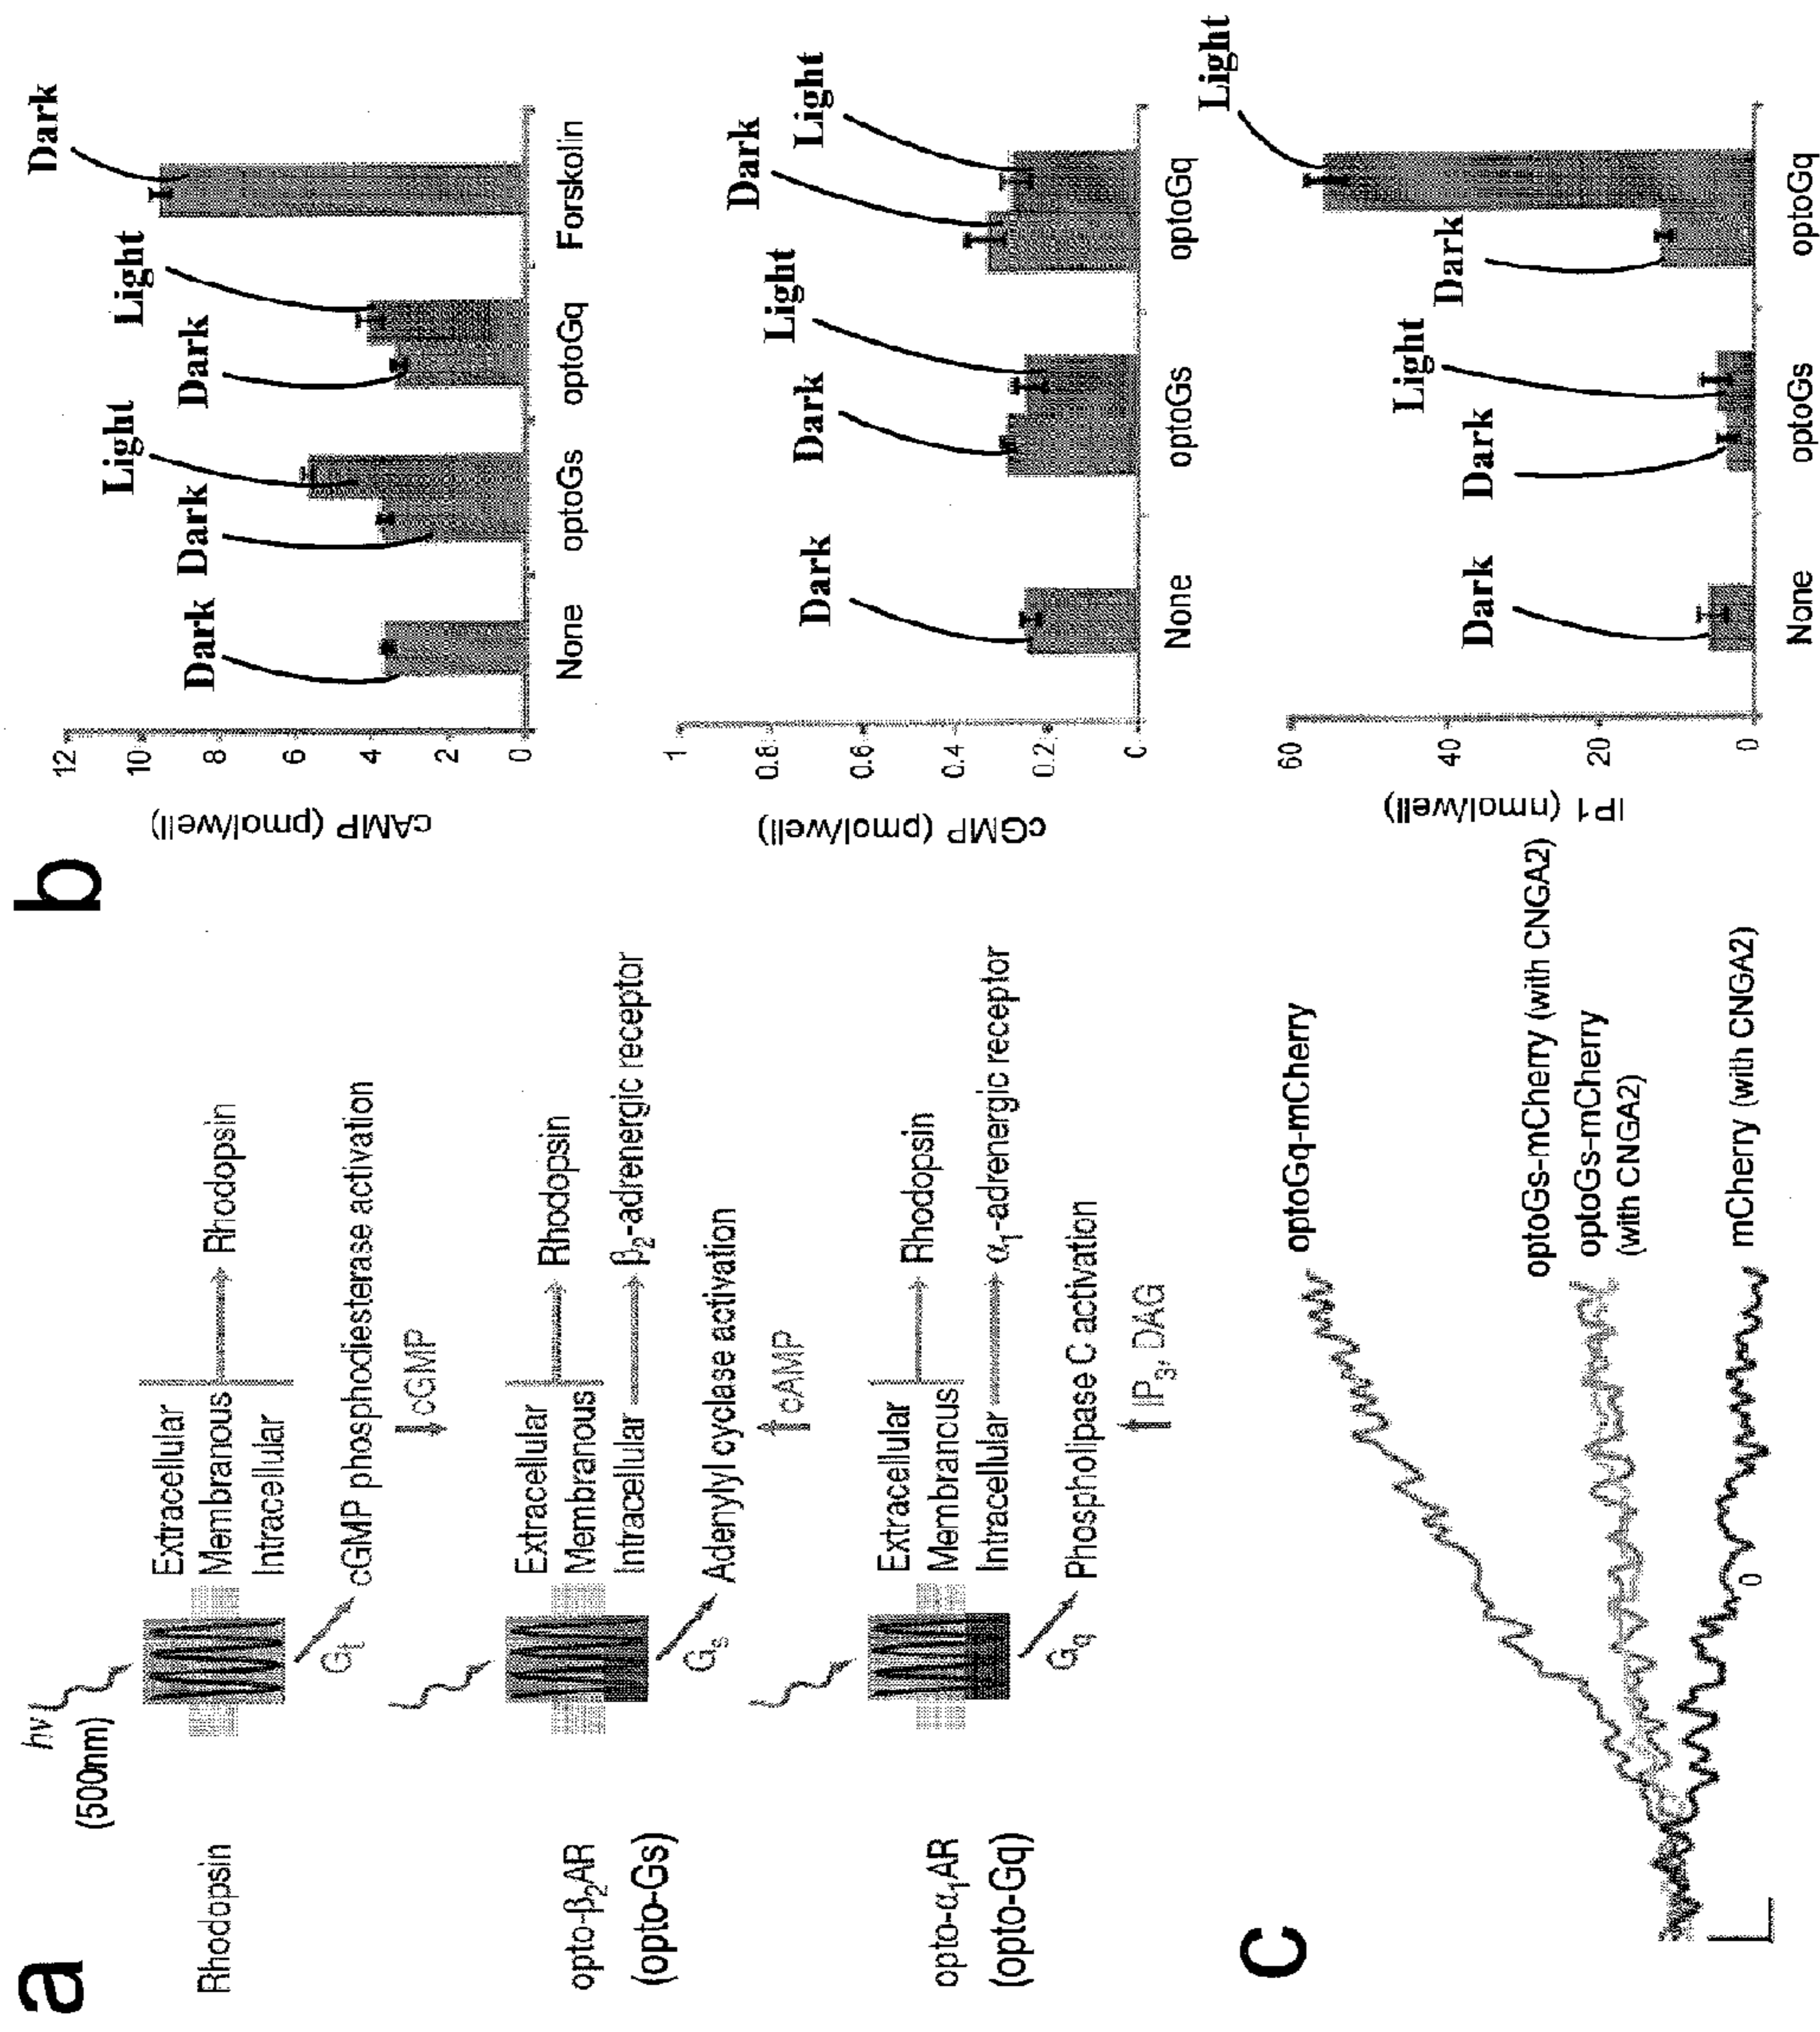 a
hν
(500nm)
Rhodopsin
Extracellular
Membranous
Intracellular
Rhodopsin
Gt
cGMP phosphodiesterase activation
cGMP
opto-β2AR
(opto-Gs)
Extracellular
Membranous
Intracellular
Rhodopsin
β2-adrenergic receptor
Gs
Adenylyl cyclase activation
cAMP
opto-α1AR
(opto-Gq)
Extracellular
Membranous
Intracellular
Rhodopsin
α1-adrenergic receptor
Gq
Phospholipase C activation
IP3, DAG
b
cAMP (pmol/well)
12
10
8
6
4
2
0
Dark
Dark
Light
Dark
Light
Dark
None
optoGs
optoGq
Forskolin
cGMP (pmol/well)
1
0.8
0.6
0.4
0.2
0
Dark
Dark
Light
Dark
Light
None
optoGs
optoGq
IP1 (nmol/well)
60
40
20
0
Dark
Dark
Light
Dark
Light
None
optoGs
optoGq
c
optoGq-mCherry
optoGs-mCherry (with CNGA2)
optoGs-mCherry
(with CNGA2)
mCherry (with CNGA2)
0